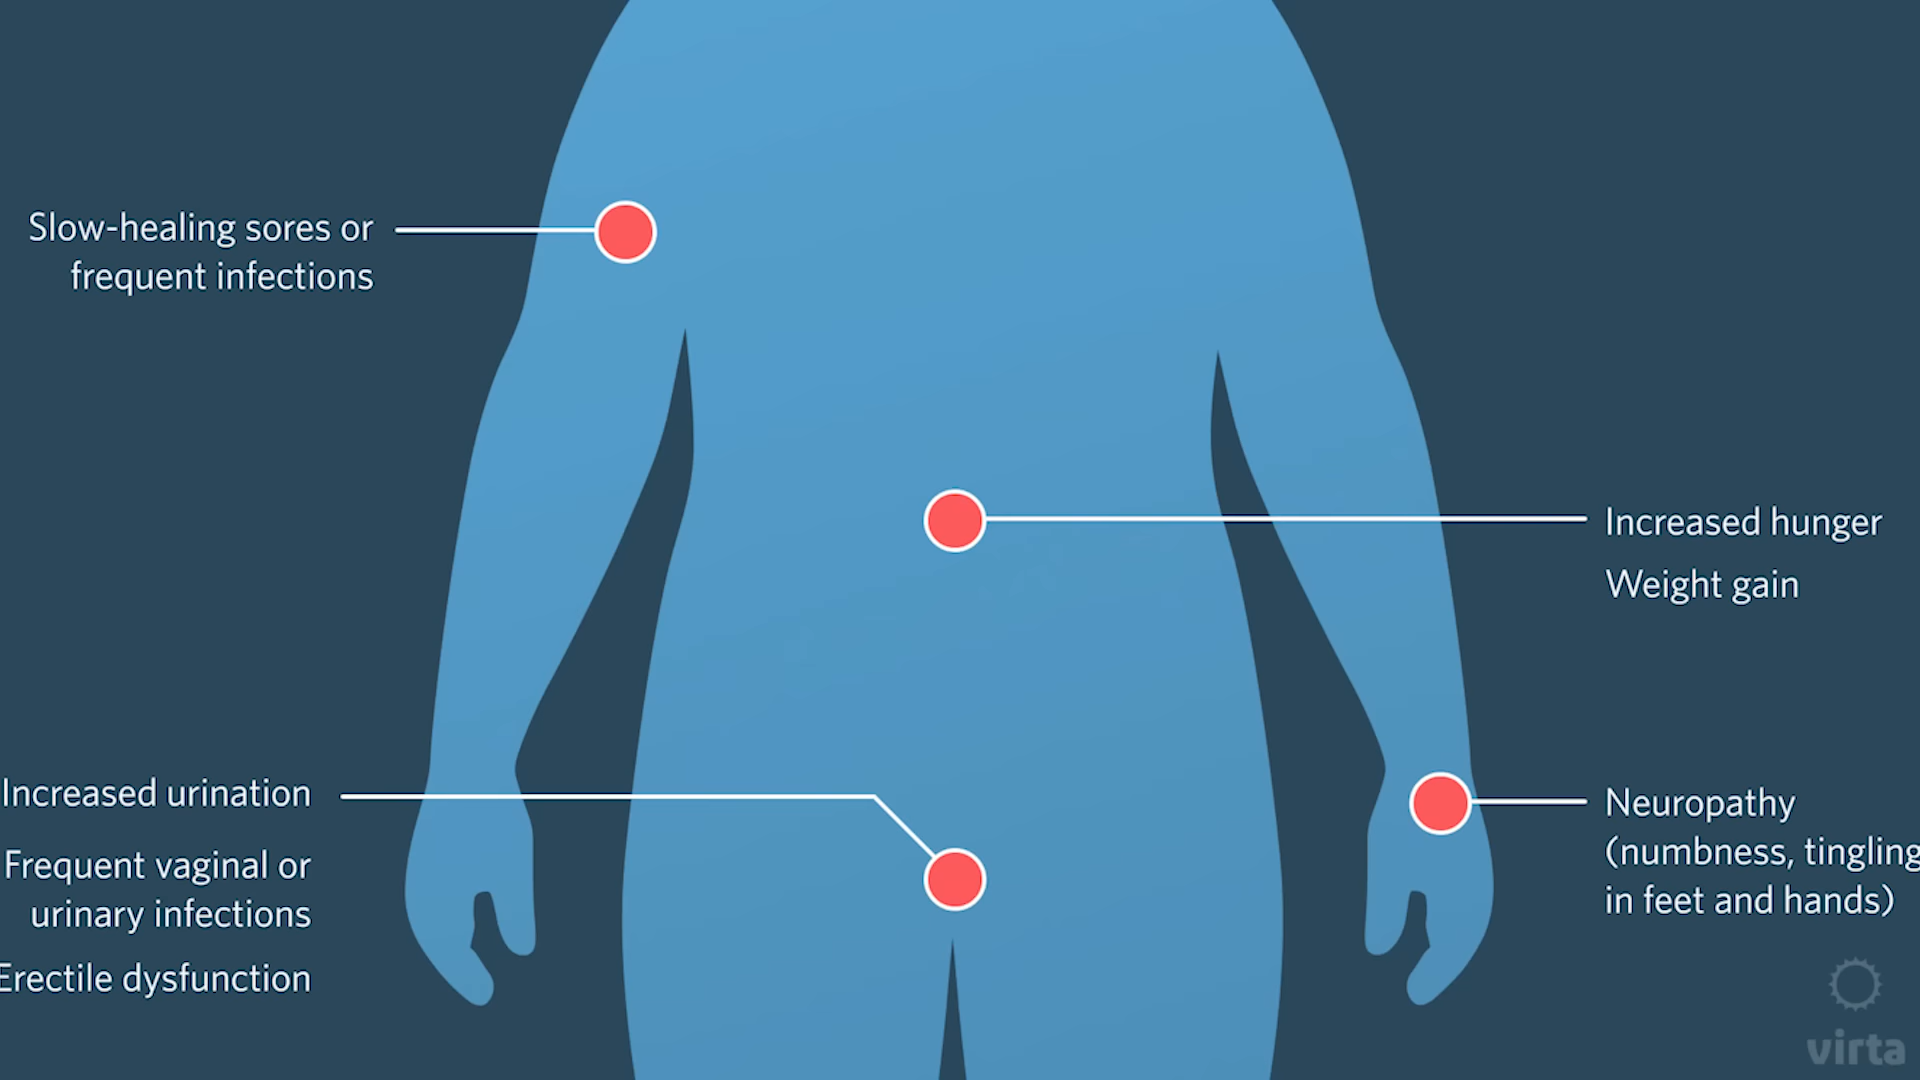 Slow-healing sores or
frequent infections
Increased hunger
Weight gain
Increased urination
Frequent vaginal or
urinary infections
Erectile dysfunction
Neuropathy
(numbness, tingling
in feet and hands)
virta